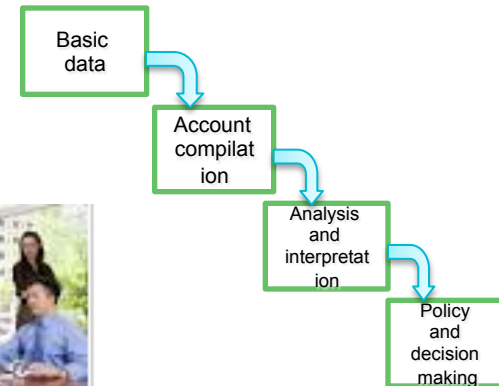 Basic
data
Account
compilat
ion
Analysis
and
interpretat
ion
Policy
and
decision
making